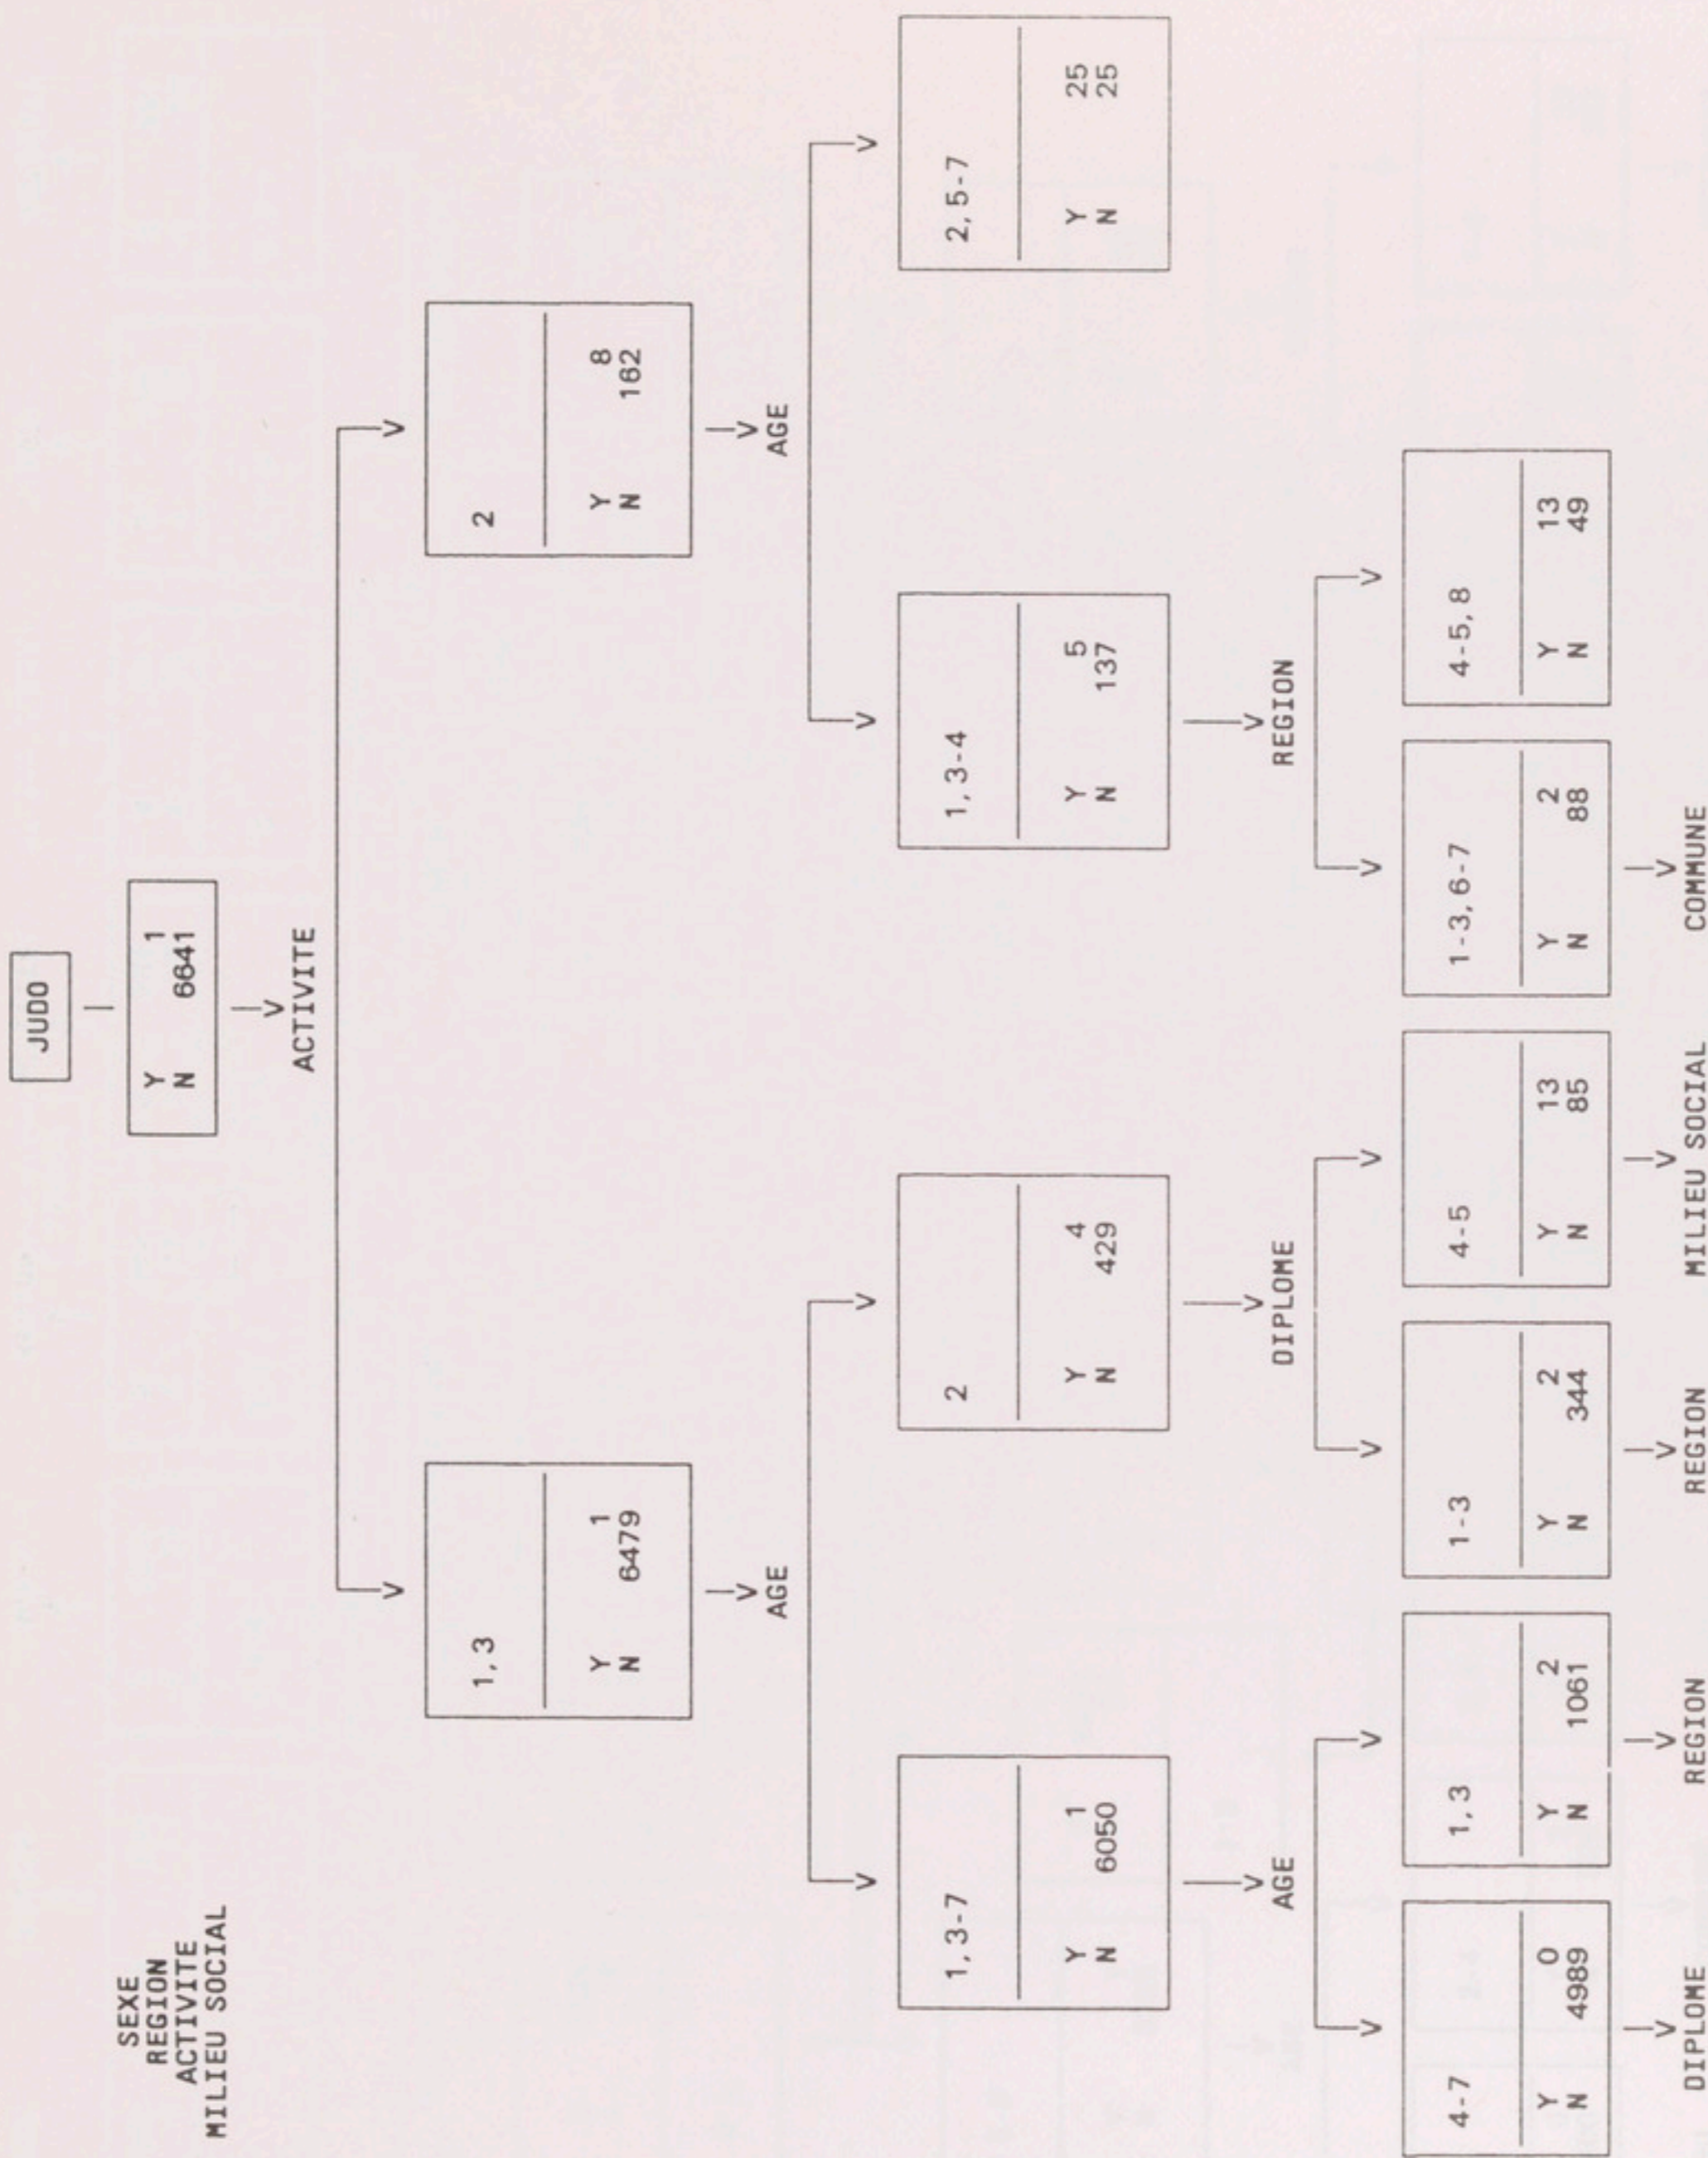 JUDO
SEXE
REGION
ACTIVITE
MILIEU SOCIAL
Y 1
N 6641
ACTIVITE
1,3
Y 1
N 6479
2
Y 8
N 162
AGE
AGE
1,3-7
Y 1
N 6050
2
Y 4
N 429
1,3-4
Y 5
N 137
2,5-7
Y 25
N 25
AGE
DIPLOME
REGION
4-7
Y 0
N 4989
1,3
Y 2
N 1061
1-3
Y 2
N 344
4-5
Y 13
N 85
1-3,6-7
Y 2
N 88
4-5,8
Y 13
N 49
DIPLOME
REGION
REGION
MILIEU SOCIAL
COMMUNE